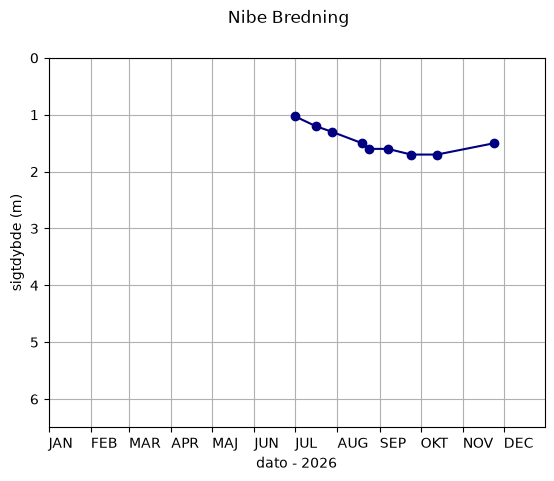 Nibe Bredning
0
1
2
3
4
5
6
sigtdybde (m)
JAN FEB MAR APR MAJ JUN JUL AUG SEP OKT NOV DEC
dato - 2026